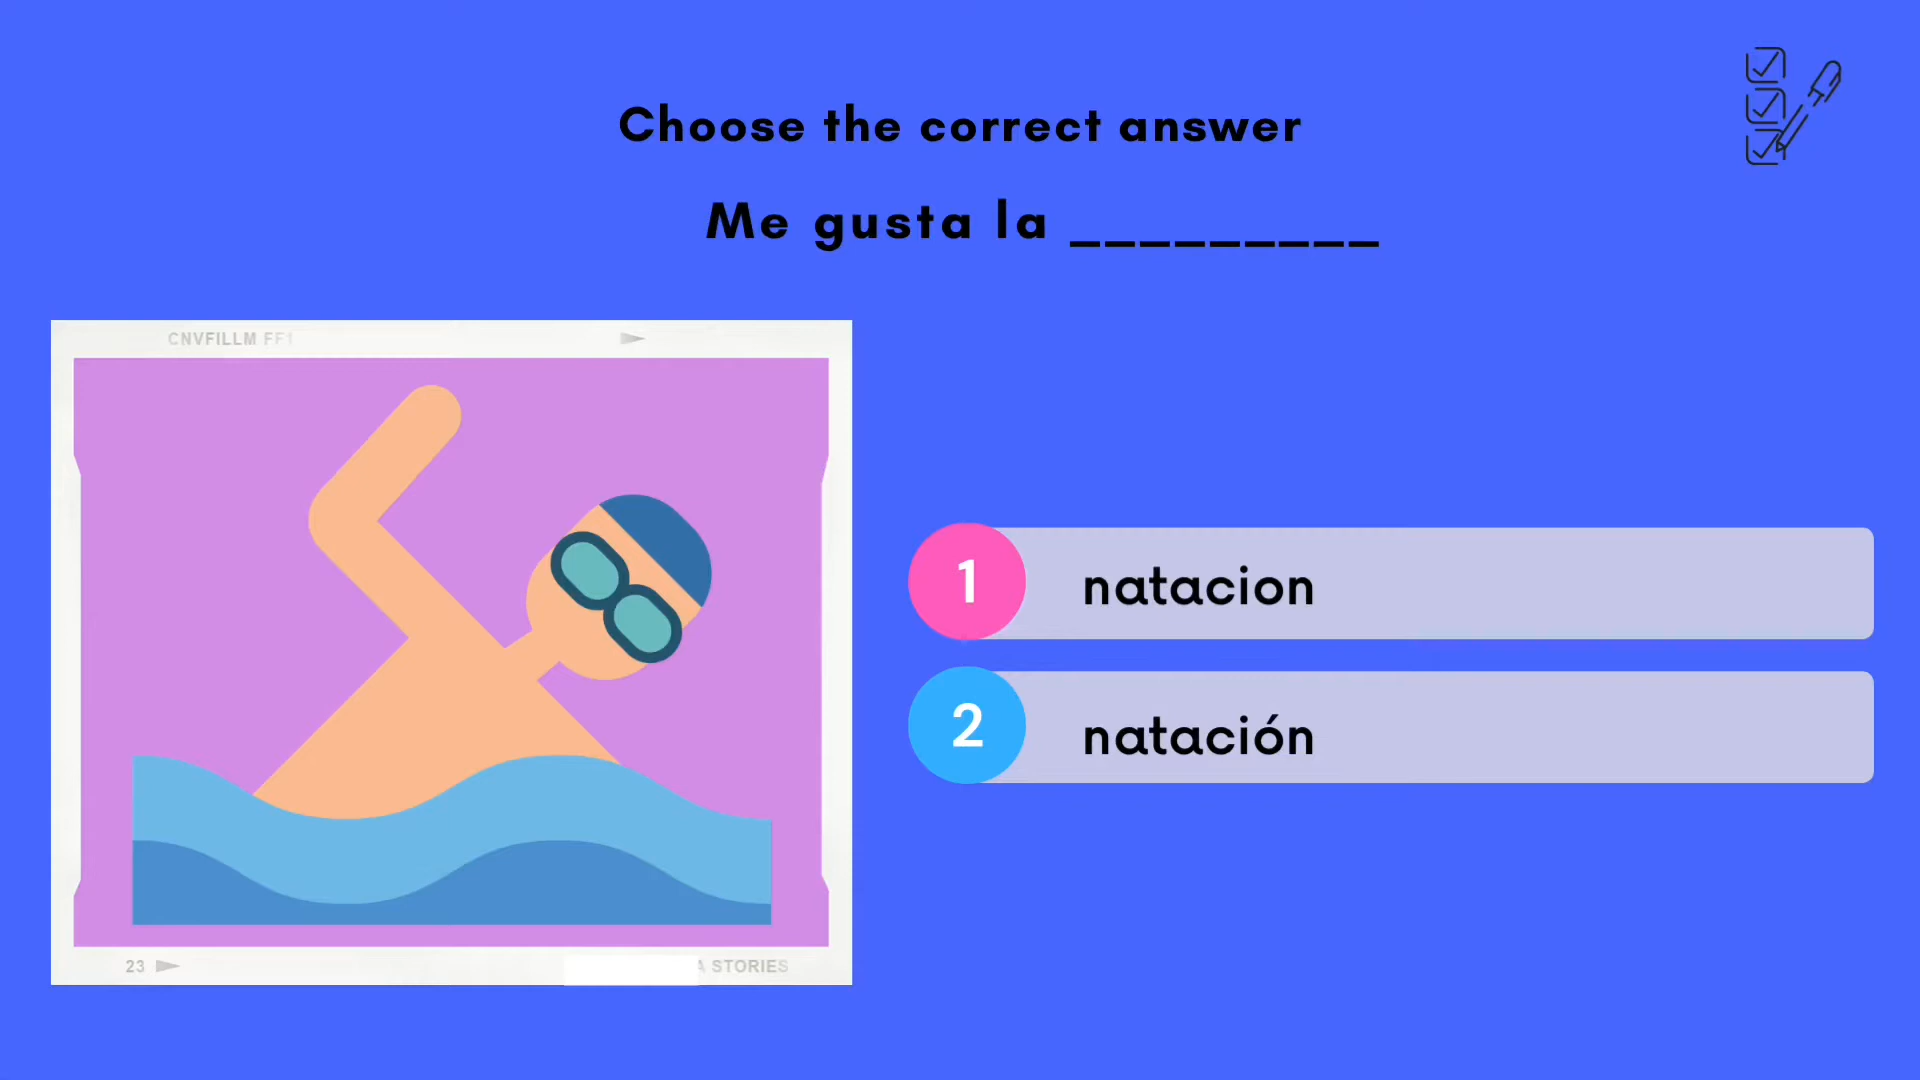 Choose the correct answer
Me gusta la _________
CNVFILLM FF1
1 natacion
2 natación
23
STORIES